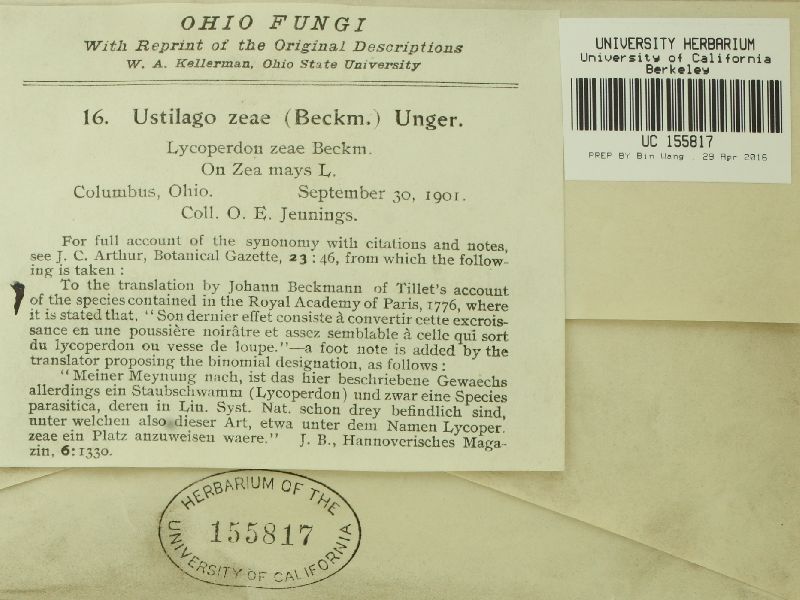 OHIO FUNGI
With Reprint of the Original Descriptions
W. A. Kellerman, Ohio State University
16. Ustilago zeae (Beckm.) Unger.
Lycoperdon zeae Beckm.
On Zea mays L.
Columbus, Ohio. September 30, 1901.
Coll. O. E. Jennings.
For full account of the synonomy with citations and notes,
see J. C. Arthur, Botanical Gazette, 23 : 46, from which the follow-
ing is taken :
To the translation by Johann Beckmann of Tillet's account
of the species contained in the Royal Academy of Paris, 1776, where
it is stated that, "Son dernier effet consiste à convertir cette excrois-
sance en une poussière noirâtre et assez semblable à celle qui sort
du lycoperdon ou vesse de loupe."—a foot note is added by the
translator proposing the binomial designation, as follows :
"Meiner Meynung nach, ist das hier beschriebene Gewaechs
allerdings ein Staubschwamm (Lycoperdon) und zwar eine Species
parasitica, deren in Lin. Syst. Nat. schon drey befindlich sind,
unter welchen also dieser Art, etwa unter dem Namen Lycoper.
zeae ein Platz anzuweisen waere." J. B., Hannoverisches Maga-
zin, 6: 1330.
UNIVERSITY HERBARIUM
University of California
Berkeley
UC 155817
PREP BY Bin Wang . 29 Apr 2016
HERBARIUM OF THE
155817
UNIVERSITY OF CALIFORNIA